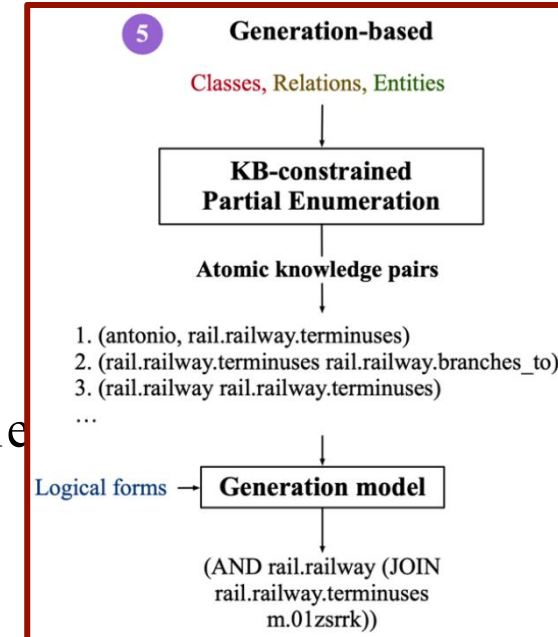 5 Generation-based
Classes, Relations, Entities
KB-constrained
Partial Enumeration
Atomic knowledge pairs
1. (antonio, rail.railway.terminuses)
2. (rail.railway.terminuses rail.railway.branches_to)
3. (rail.railway rail.railway.terminuses)
…
Logical forms
Generation model
(AND rail.railway (JOIN
rail.railway.terminuses
m.01zsrrk))